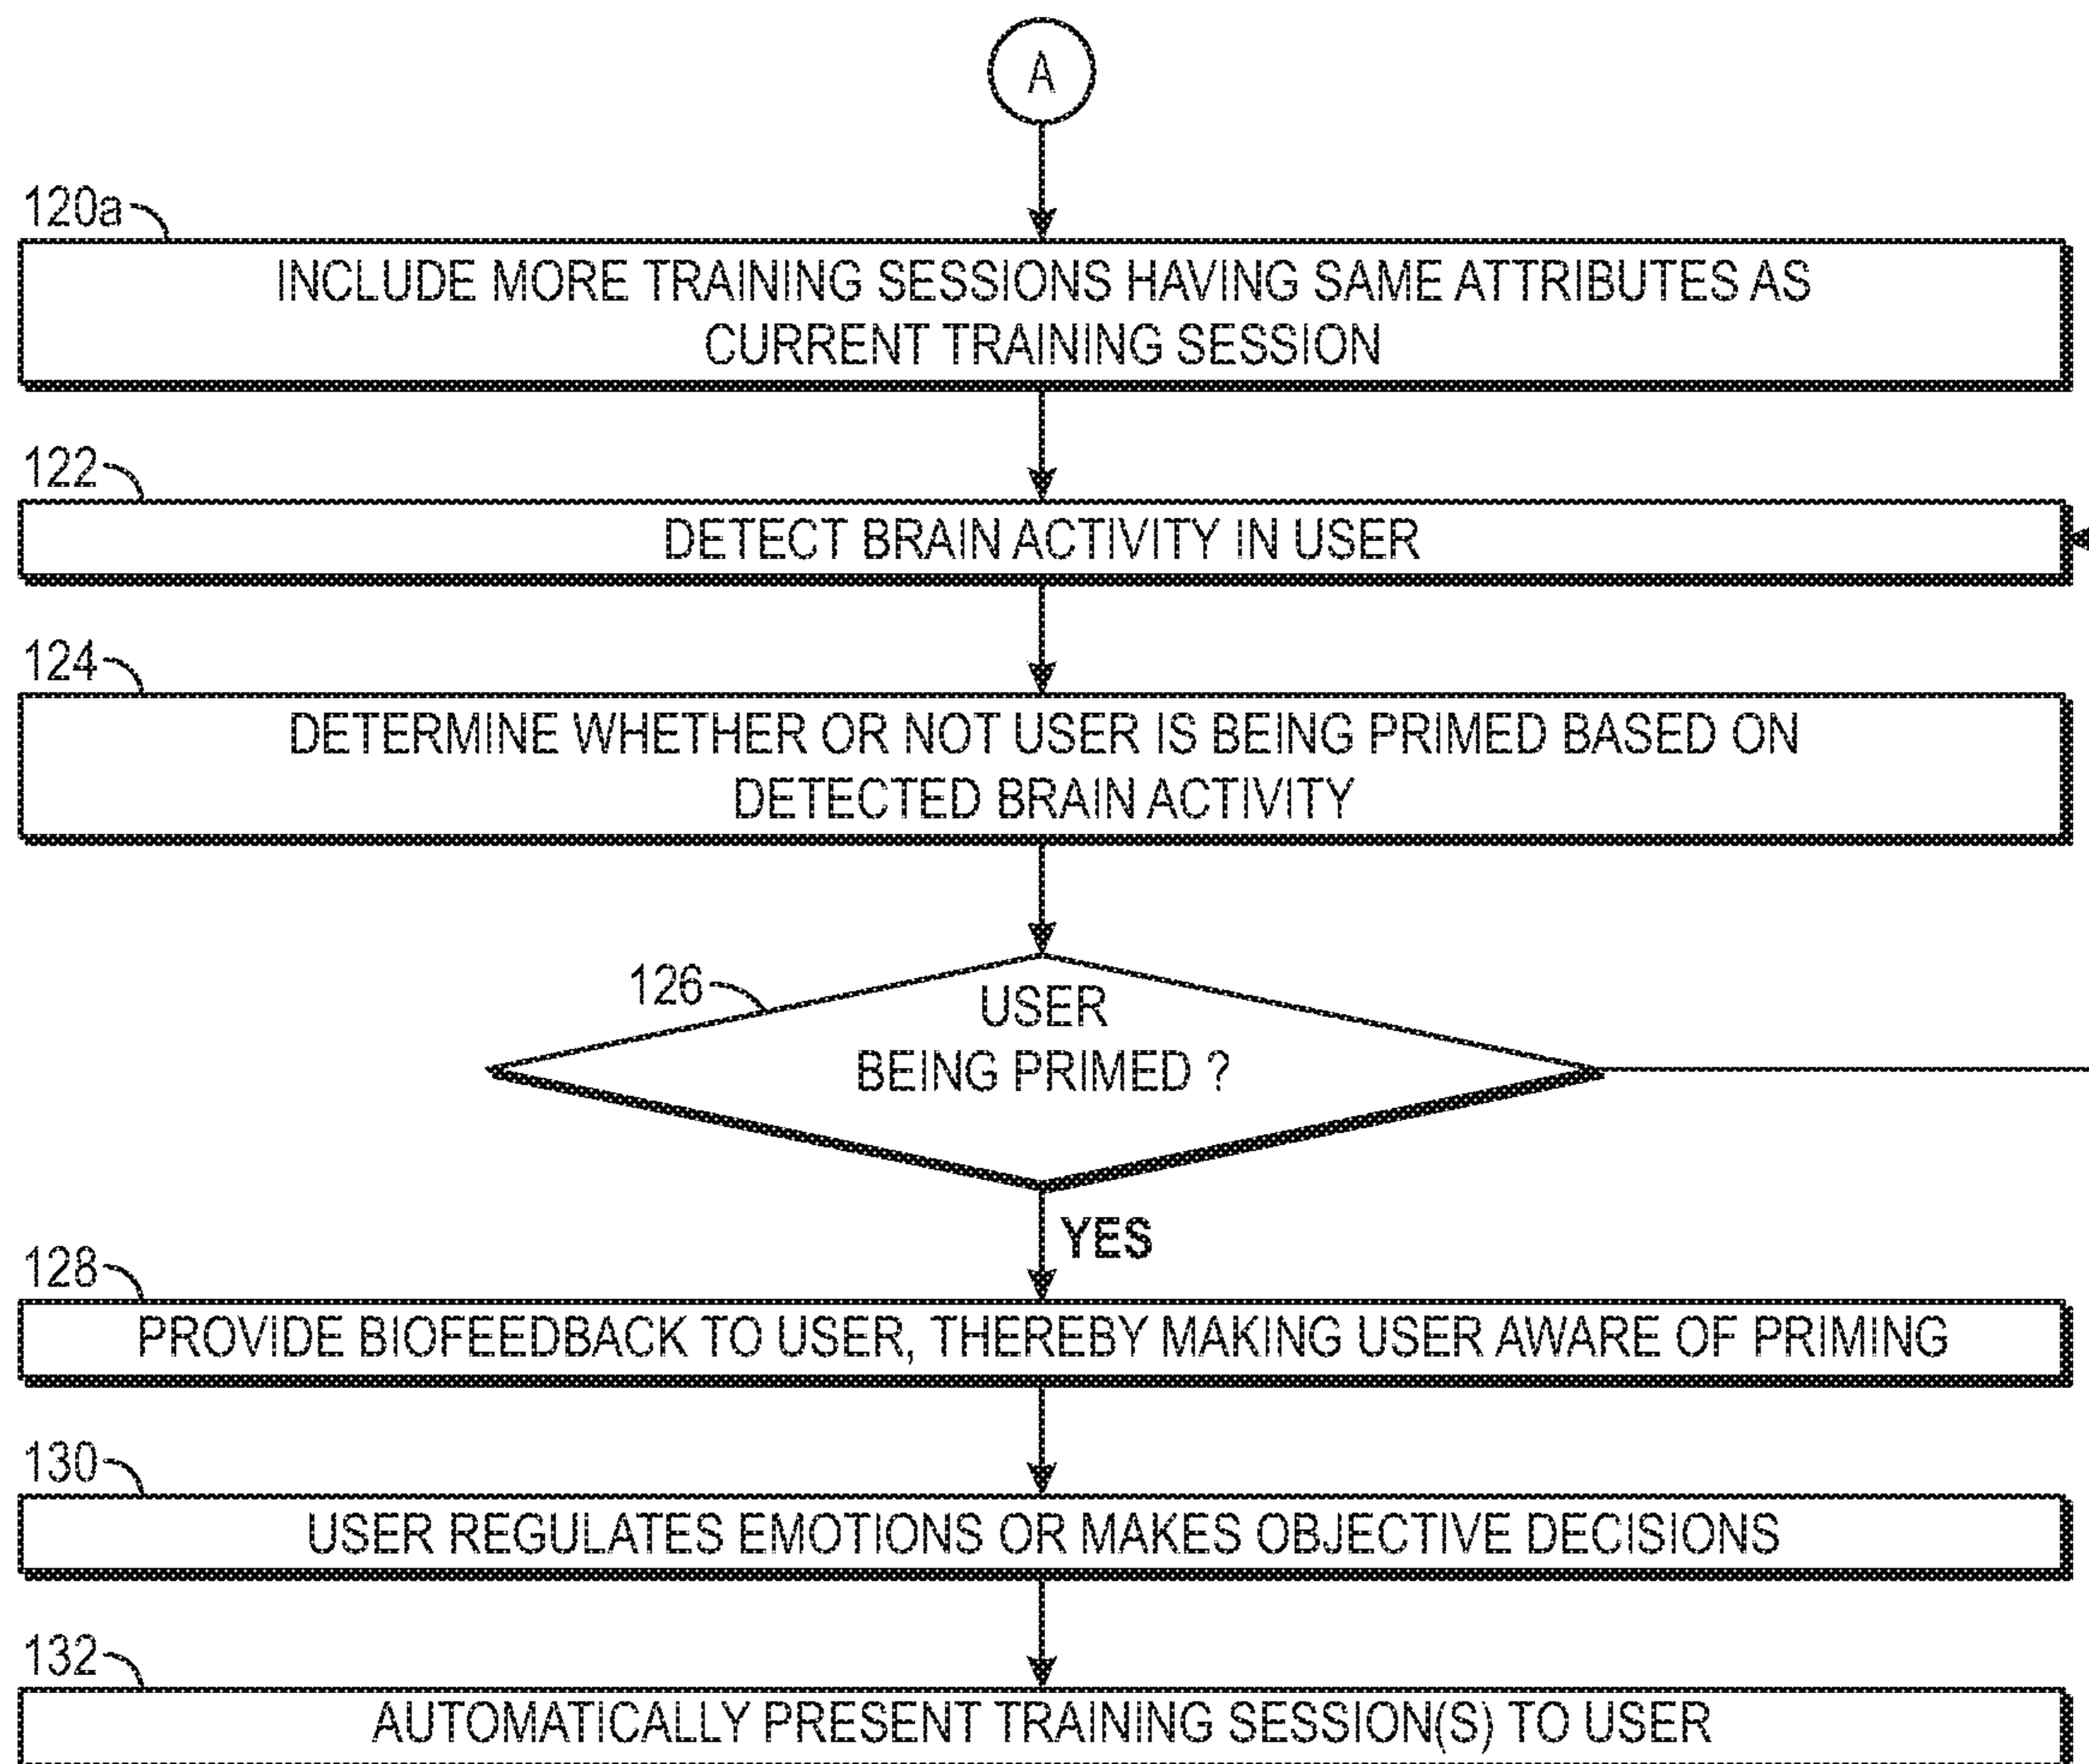 A
120a
INCLUDE MORE TRAINING SESSIONS HAVING SAME ATTRIBUTES AS
CURRENT TRAINING SESSION
122
DETECT BRAIN ACTIVITY IN USER
124
DETERMINE WHETHER OR NOT USER IS BEING PRIMED BASED ON
DETECTED BRAIN ACTIVITY
126
USER
BEING PRIMED ?
YES
128
PROVIDE BIOFEEDBACK TO USER, THEREBY MAKING USER AWARE OF PRIMING
130
USER REGULATES EMOTIONS OR MAKES OBJECTIVE DECISIONS
132
AUTOMATICALLY PRESENT TRAINING SESSION(S) TO USER